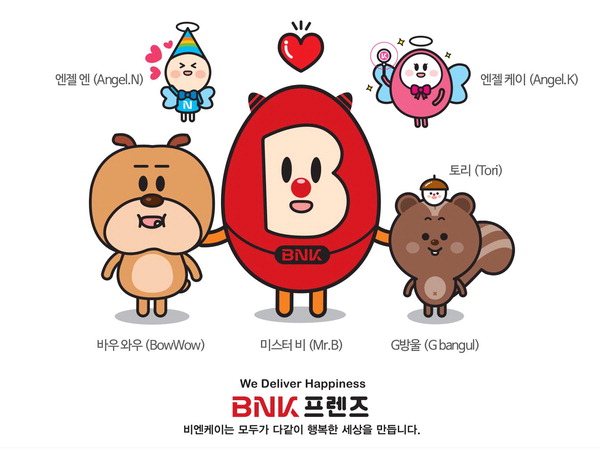 엔젤 엔 (Angel.N)
엔젤 케이 (Angel.K)
N
토리 (Tori)
BNK
바우 와우 (BowWow)
미스터 비 (Mr.B)
G방울 (G bangul)
We Deliver Happiness
BNK 프렌즈
비엔케이는 모두가 다같이 행복한 세상을 만듭니다.